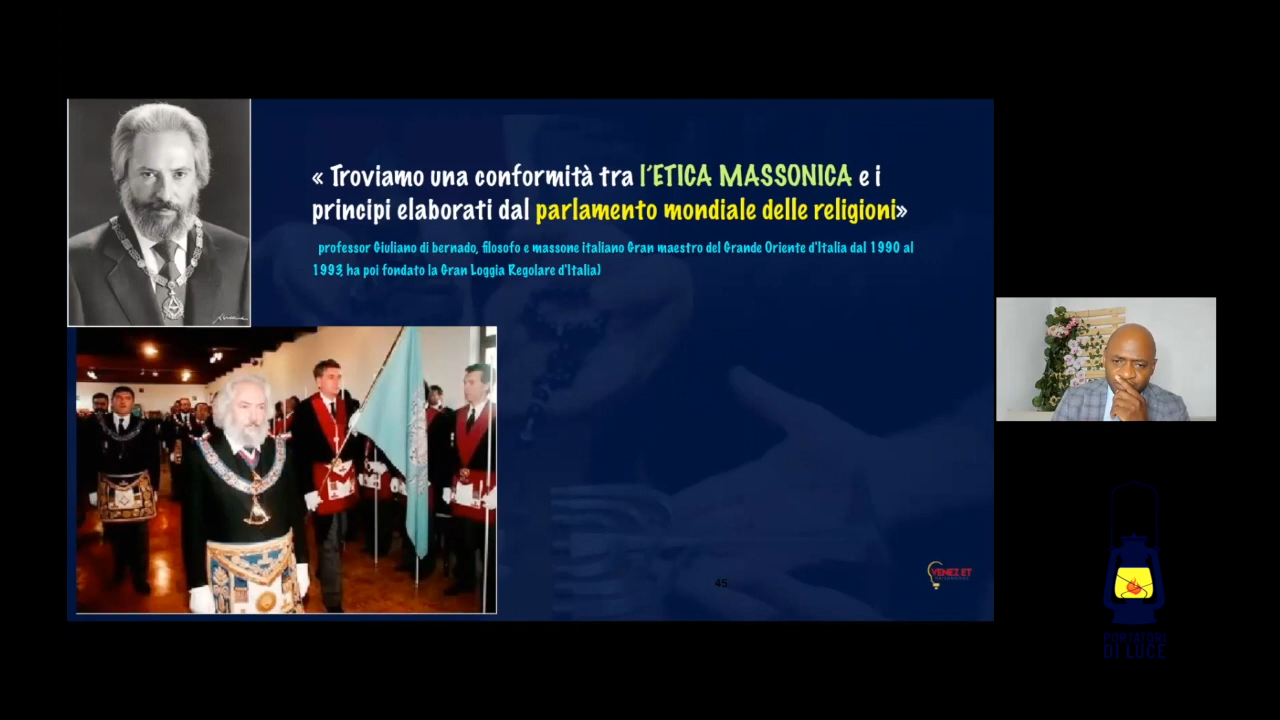 « Troviamo una conformità tra l'ETICA MASSONICA e i
principi elaborati dal parlamento mondiale delle religioni»
professor Giuliano di bernado, filosofo e massone italiano Gran maestro del Grande Oriente d'Italia dal 1990 al
1993, ha poi fondato la Gran Loggia Regolare d'Italia)
45
VENEZ ET
PORTATORI
DI LUCE